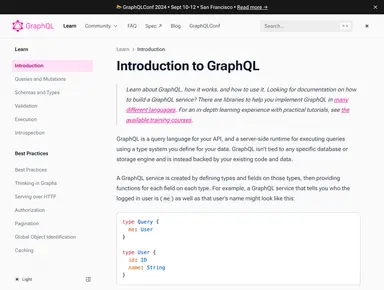 GraphQLConf 2024 • Sept 10-12 • San Francisco • Read more →
GraphQL
Learn
Community
FAQ
Spec
Blog
GraphQLConf
Search...
Learn
Introduction
Queries and Mutations
Schemas and Types
Validation
Execution
Introspection
Best Practices
Best Practices
Thinking in Graphs
Serving over HTTP
Authorization
Pagination
Global Object Identification
Caching
Light
Learn > Introduction
Introduction to GraphQL
Learn about GraphQL, how it works, and how to use it. Looking for documentation on how
to build a GraphQL service? There are libraries to help you implement GraphQL in many
different languages. For an in-depth learning experience with practical tutorials, see
the available training courses.
GraphQL is a query language for your API, and a server-side runtime for executing queries
using a type system you define for your data. GraphQL isn't tied to any specific database or
storage engine and is instead backed by your existing code and data.
A GraphQL service is created by defining types and fields on those types, then providing
functions for each field on each type. For example, a GraphQL service that tells you who the
logged in user is (me) as well as that user's name might look like this:
type Query {
me: User
}
type User {
id: ID
name: String
}